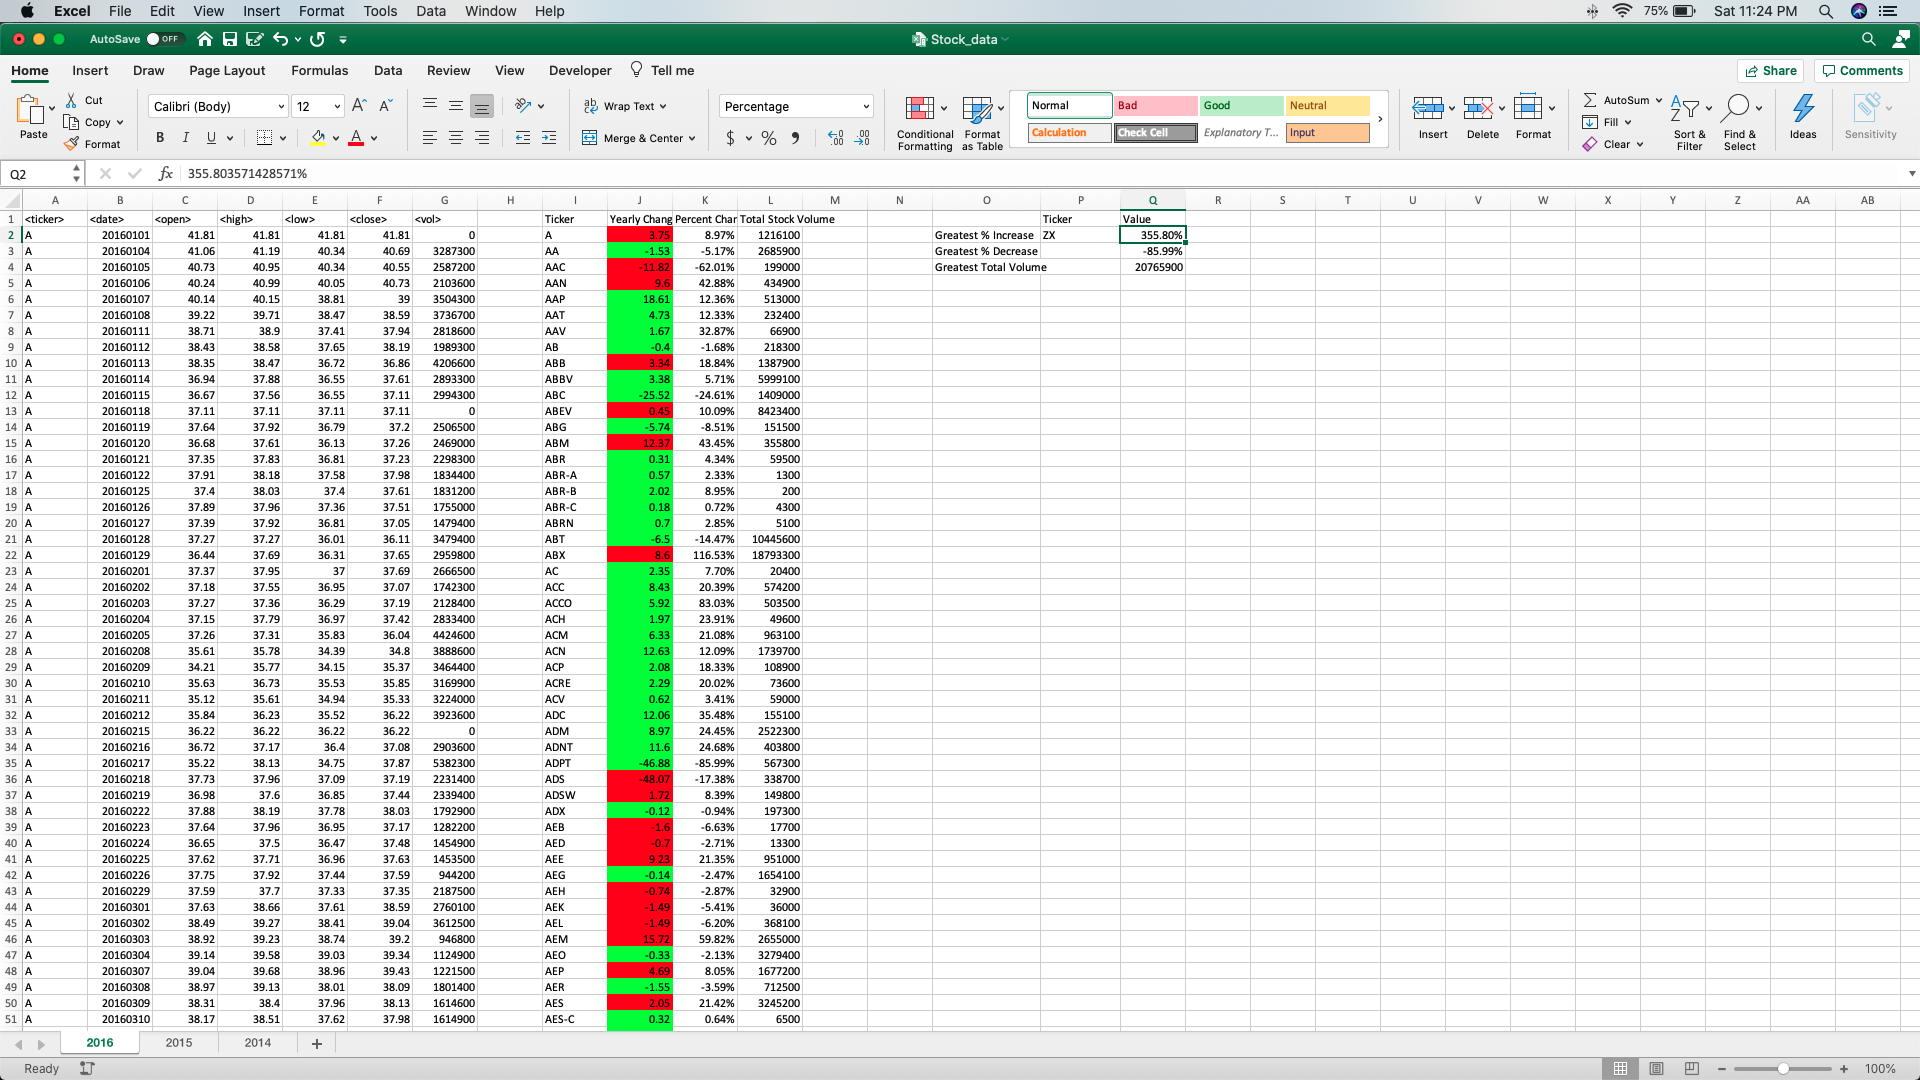 Excel File Edit View Insert Format Tools Data Window Help 75% Sat 11:24 PM
AutoSave OFF Stock_data
Home Insert Draw Page Layout Formulas Data Review View Developer Tell me Share Comments
Cut Calibri (Body) 12 Wrap Text Percentage Normal Bad Good Neutral AutoSum
Paste Copy Fill
Format B I U Merge & Center $ % Conditional Formatting Format as Table Calculation Check Cell Explanatory T... Input Insert Delete Format Clear Sort & Filter Find & Select Ideas Sensitivity
Q2 fx 355.803571428571%
A B C D E F G H I J K L M N O P Q R S T U V W X Y Z AA AB
1 <ticker> <date> <open> <high> <low> <close> <vol> Ticker Yearly Chang Percent Char Total Stock Volume Ticker Value
2 A 20160101 41.81 41.81 41.81 41.81 0 A 3.75 8.97% 1216100 Greatest % Increase ZX 355.80%
3 A 20160104 41.06 41.19 40.34 40.69 3287300 AA -1.53 -5.17% 2685900 Greatest % Decrease -85.99%
4 A 20160105 40.73 40.95 40.34 40.55 2587200 AAC -11.82 -62.01% 199000 Greatest Total Volume 20765900
5 A 20160106 40.24 40.99 40.05 40.73 2103600 AAN 9.6 42.88% 434900
6 A 20160107 40.14 40.15 38.81 39 3504300 AAP 18.61 12.36% 513000
7 A 20160108 39.22 39.71 38.47 38.59 3736700 AAT 4.73 12.33% 232400
8 A 20160111 38.71 38.9 37.41 37.94 2818600 AAV 1.67 32.87% 66900
9 A 20160112 38.43 38.58 37.65 38.19 1989300 AB -0.4 -1.68% 218300
10 A 20160113 38.35 38.47 36.72 36.86 4206600 ABB 3.34 18.84% 1387900
11 A 20160114 36.94 37.88 36.55 37.61 2893300 ABBV 3.38 5.71% 5999100
12 A 20160115 36.67 37.56 36.55 37.11 2994300 ABC -25.52 -24.61% 1409000
13 A 20160118 37.11 37.11 37.11 37.11 0 ABEV 0.45 10.09% 8423400
14 A 20160119 37.64 37.92 36.79 37.2 2506500 ABG -5.74 -8.51% 151500
15 A 20160120 36.68 37.61 36.13 37.26 2469000 ABM 12.37 43.45% 355800
16 A 20160121 37.35 37.83 36.81 37.23 2298300 ABR 0.31 4.34% 59500
17 A 20160122 37.91 38.18 37.58 37.98 1834400 ABR-A 0.57 2.33% 1300
18 A 20160125 37.4 38.03 37.4 37.61 1831200 ABR-B 2.02 8.95% 200
19 A 20160126 37.89 37.96 37.36 37.51 1755000 ABR-C 0.18 0.72% 4300
20 A 20160127 37.39 37.92 36.81 37.05 1479400 ABRN 0.7 2.85% 5100
21 A 20160128 37.27 37.27 36.01 36.11 3479400 ABT -6.5 -14.47% 10445600
22 A 20160129 36.44 37.69 36.31 37.65 2959800 ABX 8.6 116.53% 18793300
23 A 20160201 37.37 37.95 37 37.69 2666500 AC 2.35 7.70% 20400
24 A 20160202 37.18 37.55 36.95 37.07 1742300 ACC 8.43 20.39% 574200
25 A 20160203 37.27 37.36 36.29 37.19 2128400 ACCO 5.92 83.03% 503500
26 A 20160204 37.15 37.79 36.97 37.42 2833400 ACH 1.97 23.91% 49600
27 A 20160205 37.26 37.31 35.83 36.04 4424600 ACM 6.33 21.08% 963100
28 A 20160208 35.61 35.78 34.39 34.8 3888600 ACN 12.63 12.09% 1739700
29 A 20160209 34.21 35.77 34.15 35.37 3464400 ACP 2.08 18.33% 108900
30 A 20160210 35.63 36.73 35.53 35.85 3169900 ACRE 2.29 20.02% 73600
31 A 20160211 35.12 35.61 34.94 35.33 3224000 ACV 0.62 3.41% 59000
32 A 20160212 35.84 36.23 35.52 36.22 3923600 ADC 12.06 35.48% 155100
33 A 20160215 36.22 36.22 36.22 36.22 0 ADM 8.97 24.45% 2522300
34 A 20160216 36.72 37.17 36.4 37.08 2903600 ADNT 11.6 24.68% 403800
35 A 20160217 35.22 38.13 34.75 37.87 5382300 ADPT -46.88 -85.99% 567300
36 A 20160218 37.73 37.96 37.09 37.19 2231400 ADS -48.07 -17.38% 338700
37 A 20160219 36.98 37.6 36.85 37.44 2339400 ADSW 1.72 8.39% 149800
38 A 20160222 37.88 38.19 37.78 38.03 1792900 ADX -0.12 -0.94% 197300
39 A 20160223 37.64 37.96 36.95 37.17 1282200 AEB -1.6 -6.63% 17700
40 A 20160224 36.65 37.5 36.47 37.48 1454900 AED -0.7 -2.71% 13300
41 A 20160225 37.62 37.71 36.96 37.63 1453500 AEE 9.23 21.35% 951000
42 A 20160226 37.75 37.92 37.44 37.59 944200 AEG -0.14 -2.47% 1654100
43 A 20160229 37.59 37.7 37.33 37.35 2187500 AEH -0.74 -2.87% 32900
44 A 20160301 37.63 38.66 37.61 38.59 2760100 AEK -1.49 -5.41% 36000
45 A 20160302 38.49 39.27 38.41 39.04 3612500 AEL -1.49 -6.20% 368100
46 A 20160303 38.92 39.23 38.74 39.2 946800 AEM 15.72 59.82% 2655000
47 A 20160304 39.14 39.58 39.03 39.34 1124900 AEO -0.33 -2.13% 3279400
48 A 20160307 39.04 39.68 38.96 39.43 1221500 AEP 4.69 8.05% 1677200
49 A 20160308 38.97 39.13 38.01 38.09 1801400 AER -1.55 -3.59% 712500
50 A 20160309 38.31 38.4 37.96 38.13 1614600 AES 2.05 21.42% 3245200
51 A 20160310 38.17 38.51 37.62 37.98 1614900 AES-C 0.32 0.64% 6500
2016 2015 2014 +
Ready 100%